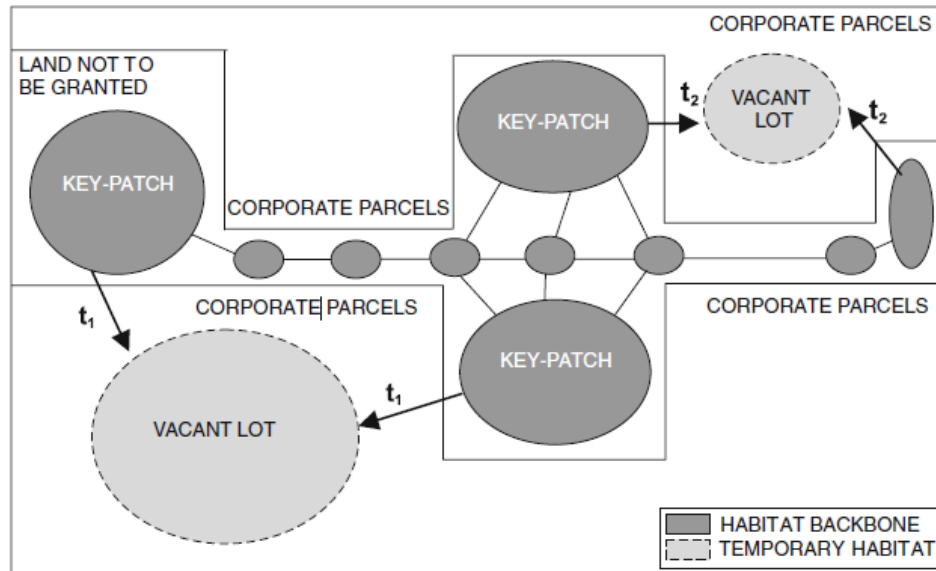 CORPORATE PARCELS
LAND NOT TO
BE GRANTED
KEY-PATCH
t2
VACANT
LOT
t2
KEY-PATCH
CORPORATE PARCELS
CORPORATE PARCELS
CORPORATE PARCELS
t1
KEY-PATCH
t1
VACANT LOT
HABITAT BACKBONE
TEMPORARY HABITAT